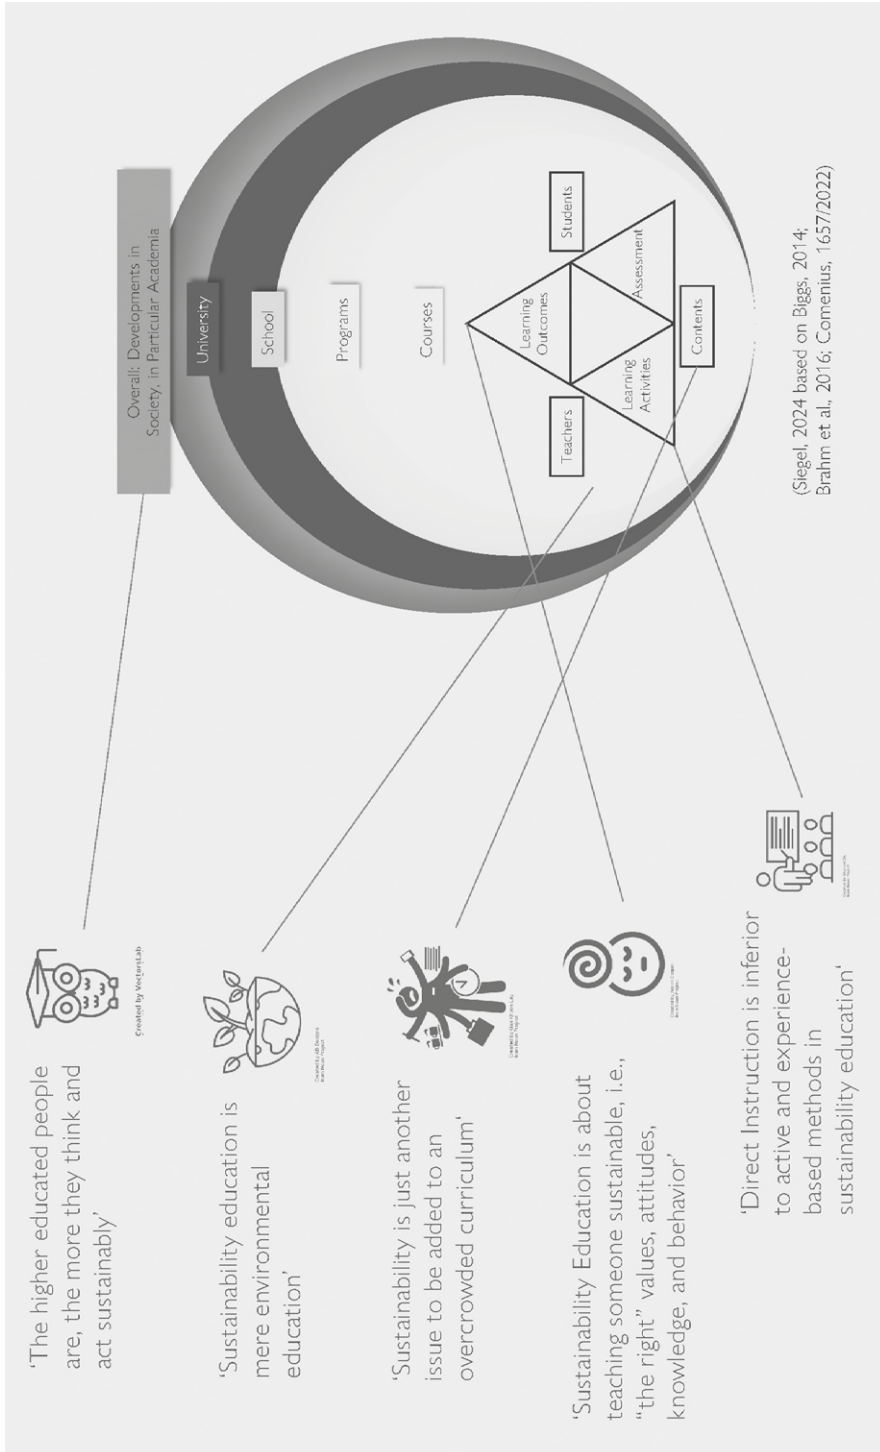 'The higher educated people
are, the more they think and
act sustainably'
Created by VectorsLab
'Sustainability education is
mere environmental
education'
'Sustainability is just another
issue to be added to an
overcrowded curriculum'
'Sustainability Education is about
teaching someone sustainable, i.e.,
“the right” values, attitudes,
knowledge, and behavior'
'Direct Instruction is inferior
to active and experience-
based methods in
sustainability education'
Overall: Developments in
Society, in Particular Academia
University
School
Programs
Courses
Teachers
Students
Learning
Outcomes
Learning
Activities
Assessment
Contents
(Siegel, 2024 based on Biggs, 2014;
Brahm et al., 2016; Comenius, 1657/2022)